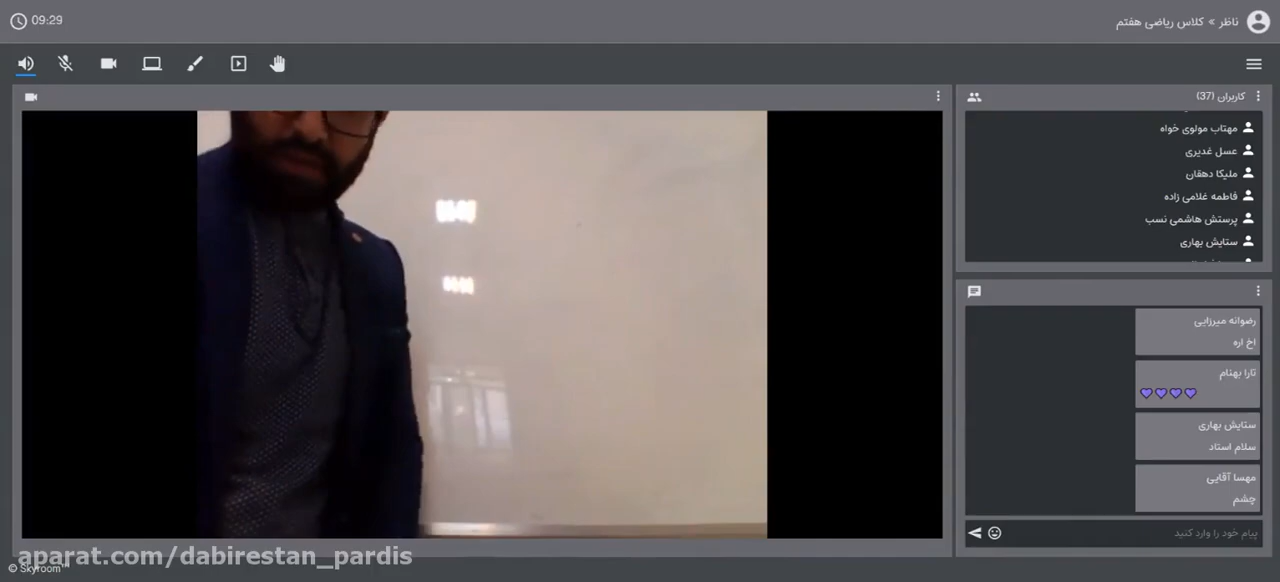 09:29
ناظر » کلاس ریاضی هفتم
کاربران (37)
مهتاب مولوی خواه
عسل غدیری
ملیکا دهقان
فاطمه غلامی زاده
پرستش هاشمی نسب
ستایش بهاری
رضوانه میرزایی
اخ اره
تارا بهنام
💜💜💜💜
ستایش بهاری
سلام استاد
مهسا آقایی
چشم
پیام خود را وارد کنید
aparat.com/dabirestan_pardis
© Skyroom